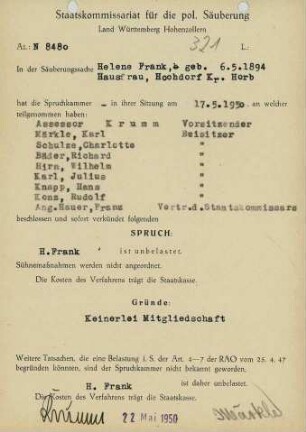 Staatskommissariat für die pol. Säuberung
Land Württemberg Hohenzollern
Az.: N 8480 321 L:
In der Säuberungssache Helene Frank, geb. 6.5.1894
Hausfrau, Hochdorf Kr. Horb
hat die Spruchkammer – in ihrer Sitzung am 17.5.1950. an welcher
teilgenommen haben:
Assessor Krumm Vorsitzender
Märkle, Karl Beisitzer
Schulze, Charlotte "
Bäder, Richard "
Hirn, Wilhelm "
Karl, Julius "
Knapp, Hans "
Konz, Rudolf "
Ang. Hauer, Franz Vertr.d.Staatskommissars
beschlossen und sofort verkündet folgenden
SPRUCH:
H.Frank ist unbelastet.
Sühnemaßnahmen werden nicht angeordnet.
Die Kosten des Verfahrens trägt die Staatskasse.
Gründe:
Keinerlei Mitgliedschaft
Weitere Tatsachen, die eine Belastung i. S. der Art. 2–7 der RAO vom 25. 4. 47
begründen könnten, sind der Spruchkammer nicht bekannt geworden.
H. Frank ist daher unbelastet.
Die Kosten des Verfahrens trägt die Staatskasse.
Krumm 22 Mai 1950 Märkle